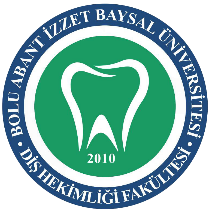 • BOLU ABANT İZZET BAYSAL ÜNİVERSİTESİ •
DİŞ HEKİMLİĞİ FAKÜLTESİ
2010